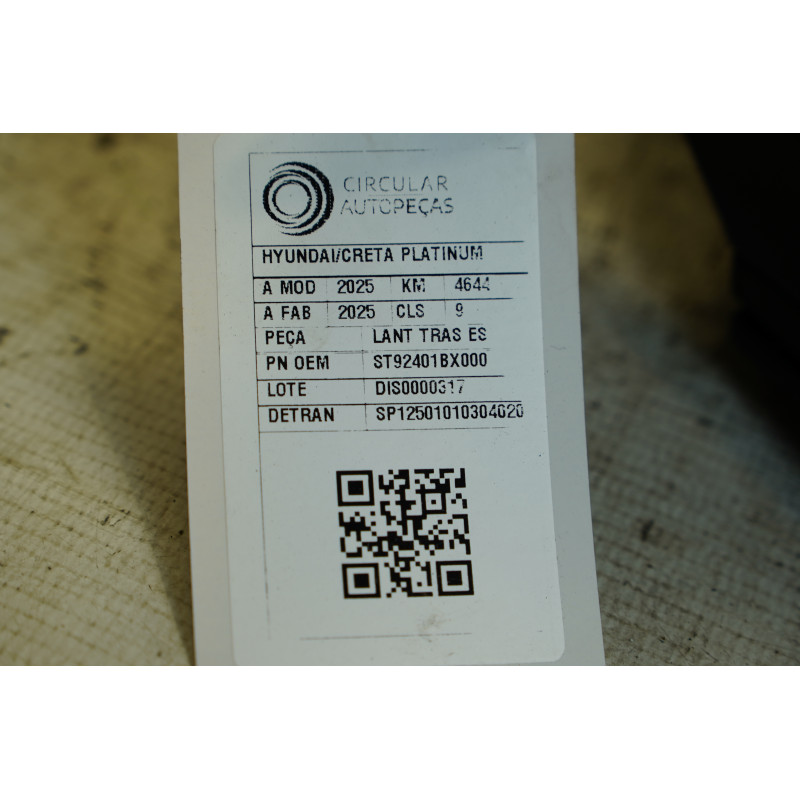 CIRCULAR
AUTOPEÇAS
HYUNDAI/CRETA PLATINUM
A MOD 2025 KM 4644
A FAB 2025 CLS 9
PEÇA LANT TRAS ES
PN OEM ST92401BX000
LOTE DIS0000317
DETRAN SP12501010304020